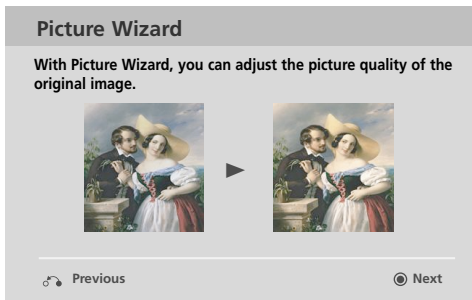 Picture Wizard
With Picture Wizard, you can adjust the picture quality of the
original image.
Previous
Next